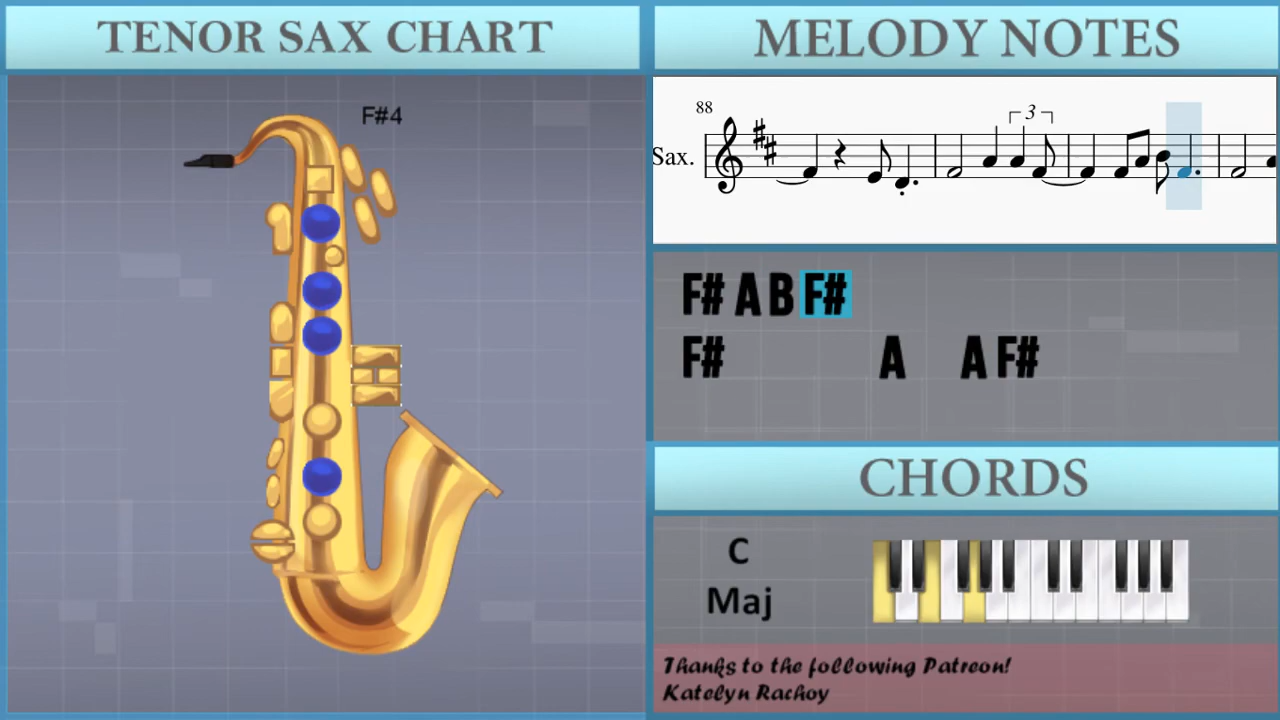 TENOR SAX CHART
F#4
MELODY NOTES
88
3
Sax.
F# A B F#
F# A A F#
CHORDS
C
Maj
Thanks to the following Patreon!
Katelyn Rachoy